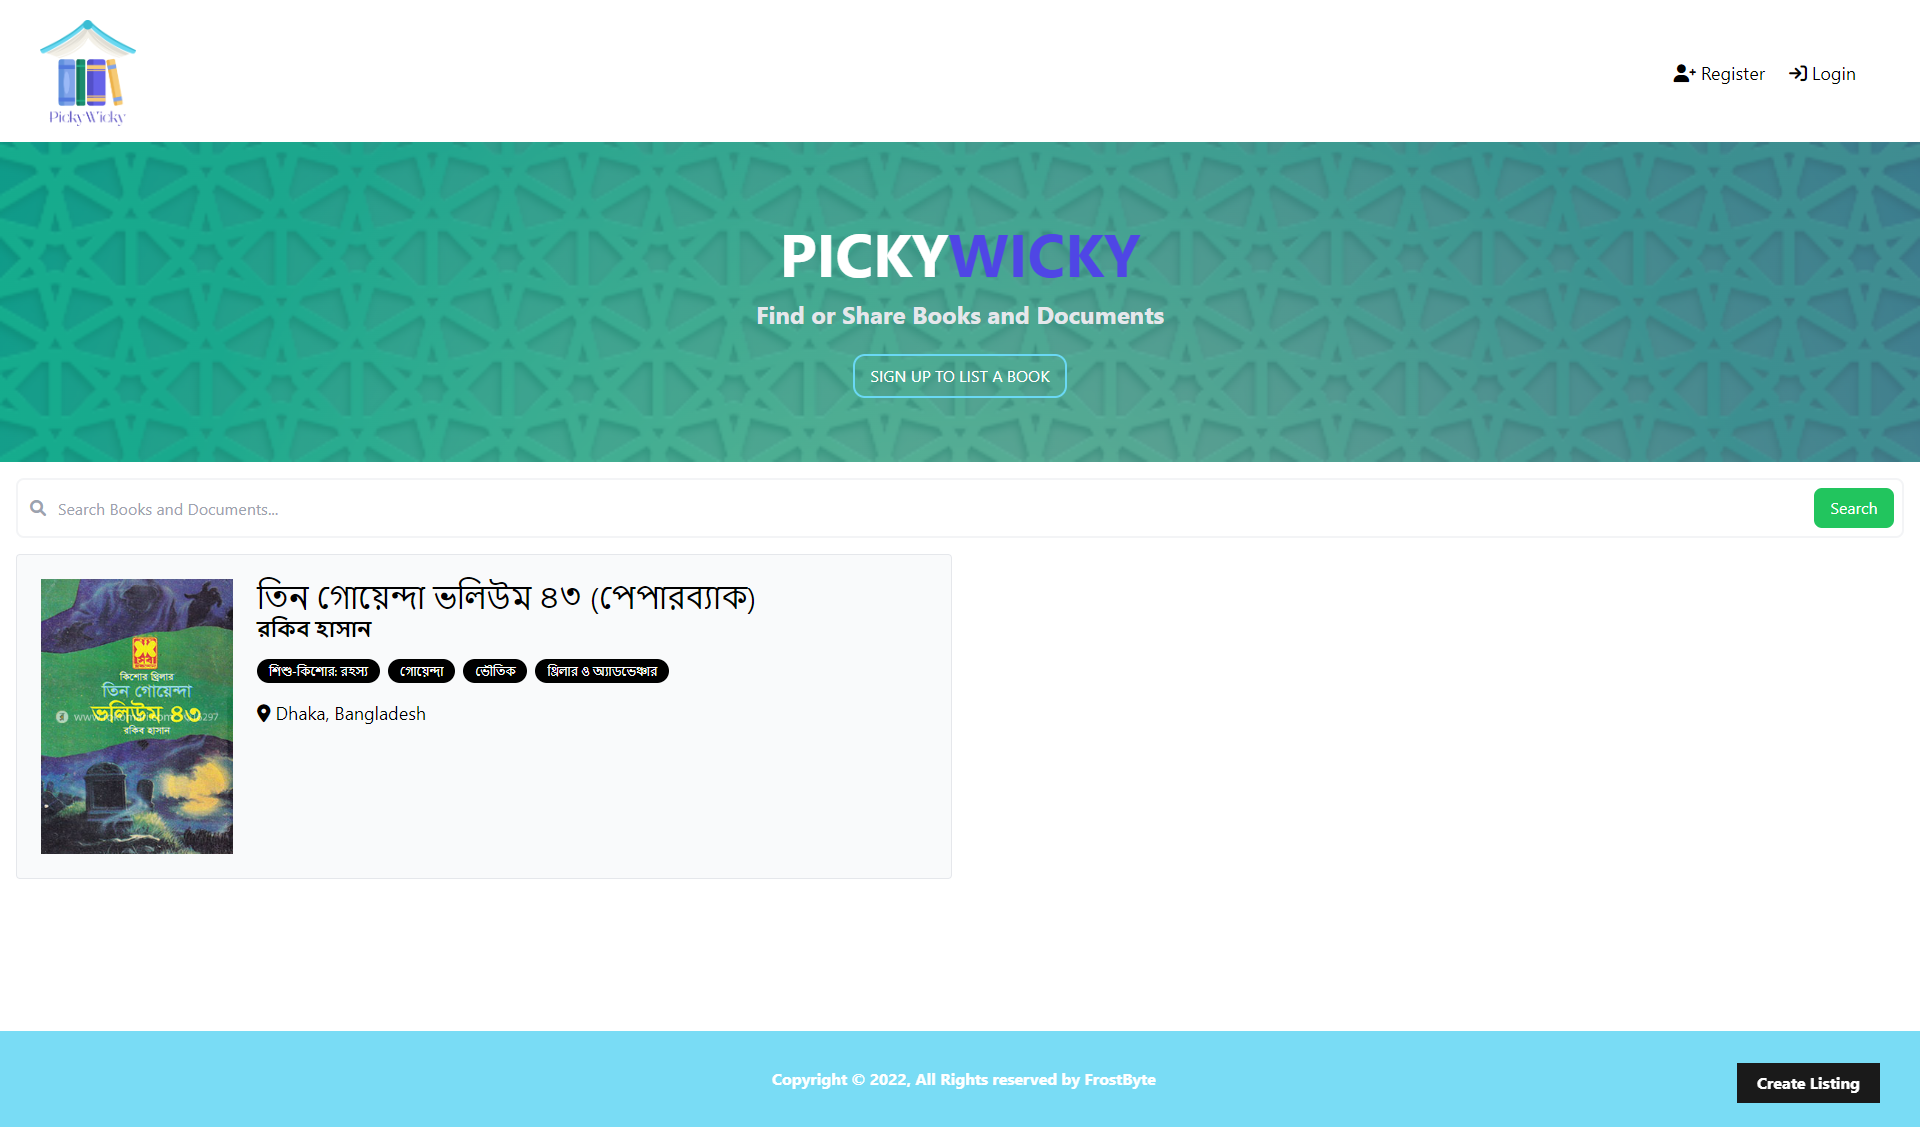 PickyWicky
Register
Login
PICKYWICKY
Find or Share Books and Documents
SIGN UP TO LIST A BOOK
Search Books and Documents...
Search
তিন গোয়েন্দা ভলিউম ৪৩ (পেপারব্যাক)
রকিব হাসান
শিশু-কিশোর: রহস্য
গোয়েন্দা
ভৌতিক
থ্রিলার ও অ্যাডভেঞ্চার
Dhaka, Bangladesh
কিশোর থ্রিলার
তিন গোয়েন্দা
ভলিউম ৪৩
রকিব হাসান
Copyright © 2022, All Rights reserved by FrostByte
Create Listing